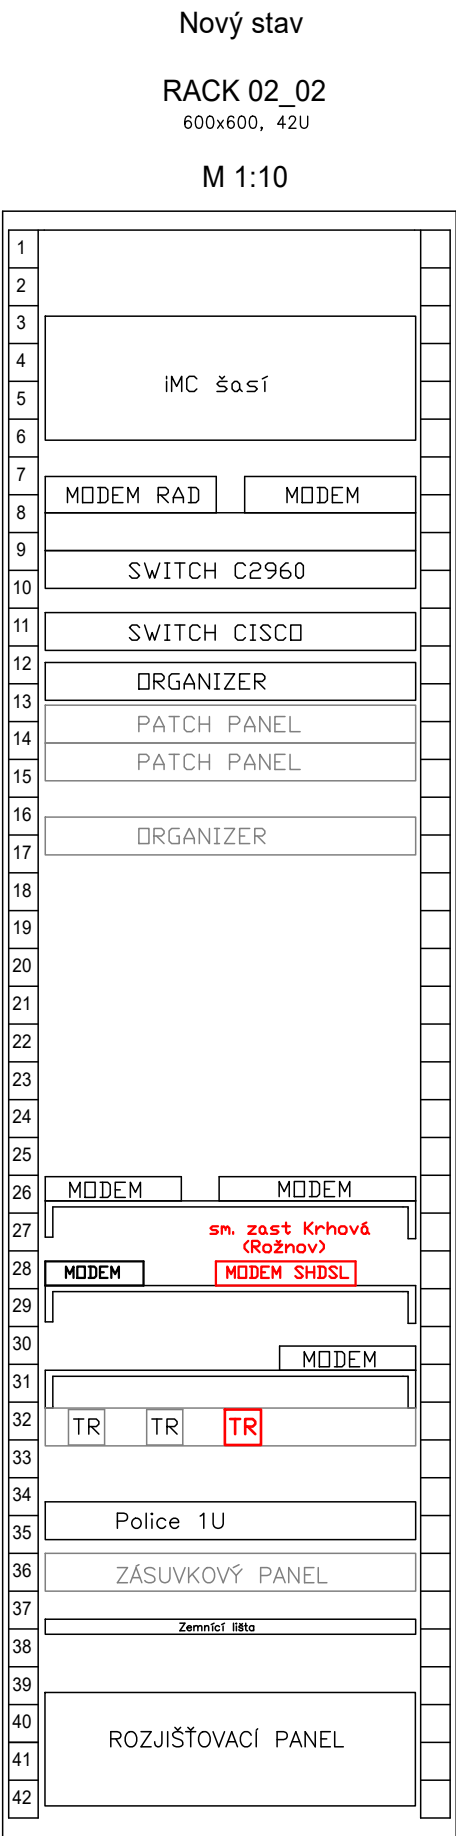 Nový stav
RACK 02_02
600x600, 42U
M 1:10
1
2
3
4
iMC šasí
5
6
7
MODEM RAD MODEM
8
9
SWITCH C2960
10
11
SWITCH CISCO
12
ORGANIZER
13
PATCH PANEL
14
PATCH PANEL
15
16
ORGANIZER
17
18
19
20
21
22
23
24
25
26 MODEM MODEM
27 sm. zast Krhová
(Rožnov)
28 MODEM MODEM SHDSL
29
30
MODEM
31
32 TR TR TR
33
34
Police 1U
35
36 ZÁSUVKOVÝ PANEL
37
Zemnící lišta
38
39
40
ROZJIŠŤOVACÍ PANEL
41
42